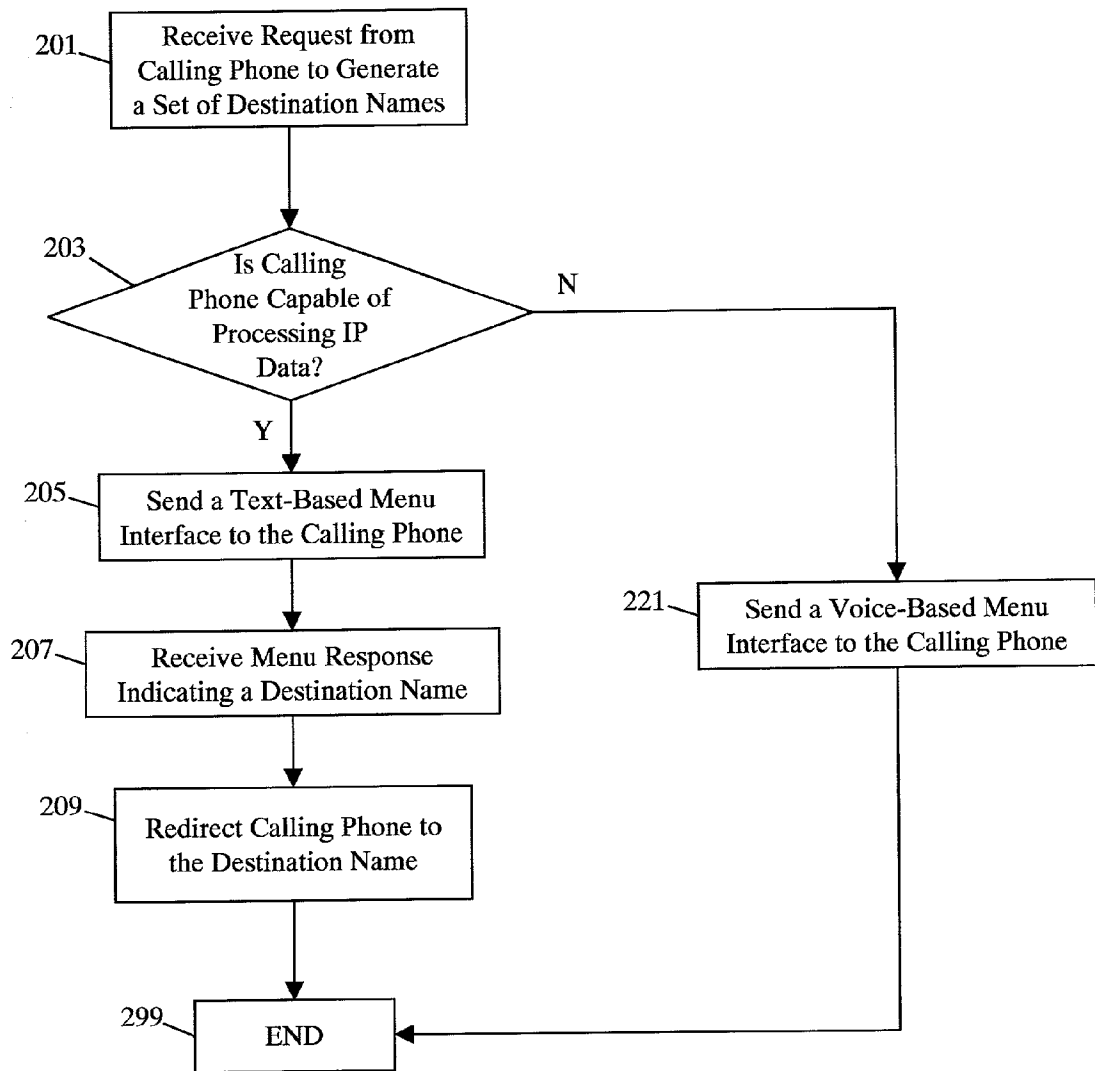 201
Receive Request from
Calling Phone to Generate
a Set of Destination Names
203
Is Calling
Phone Capable of
Processing IP
Data?
N
Y
205
Send a Text-Based Menu
Interface to the Calling Phone
221
Send a Voice-Based Menu
Interface to the Calling Phone
207
Receive Menu Response
Indicating a Destination Name
209
Redirect Calling Phone to
the Destination Name
299
END